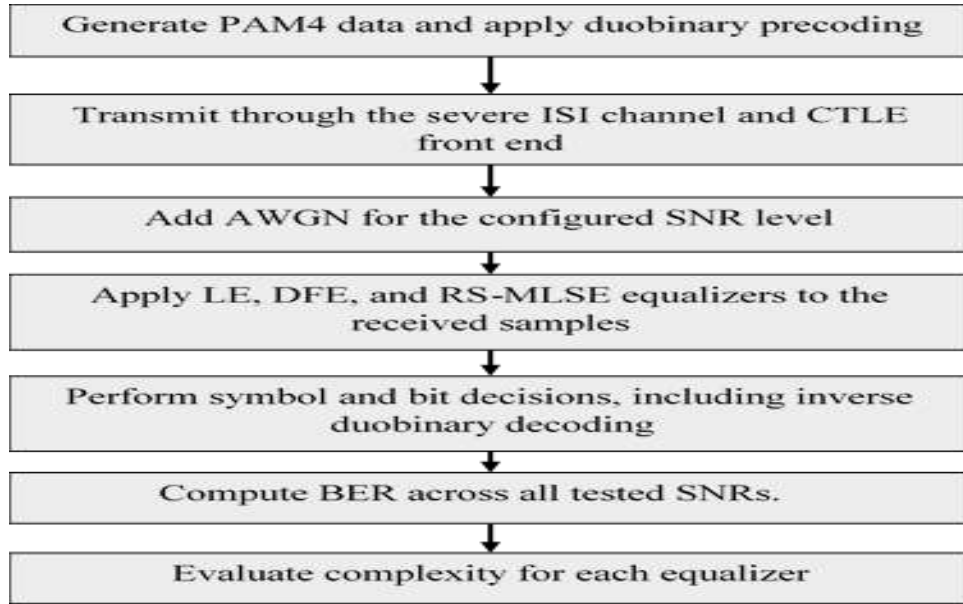 Generate PAM4 data and apply duobinary precoding
Transmit through the severe ISI channel and CTLE
front end
Add AWGN for the configured SNR level
Apply LE, DFE, and RS-MLSE equalizers to the
received samples
Perform symbol and bit decisions, including inverse
duobinary decoding
Compute BER across all tested SNRs.
Evaluate complexity for each equalizer